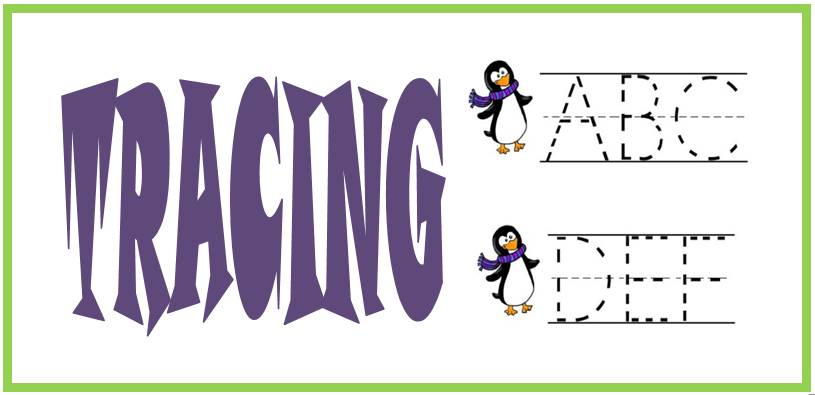 TRACING
ABC
DEF